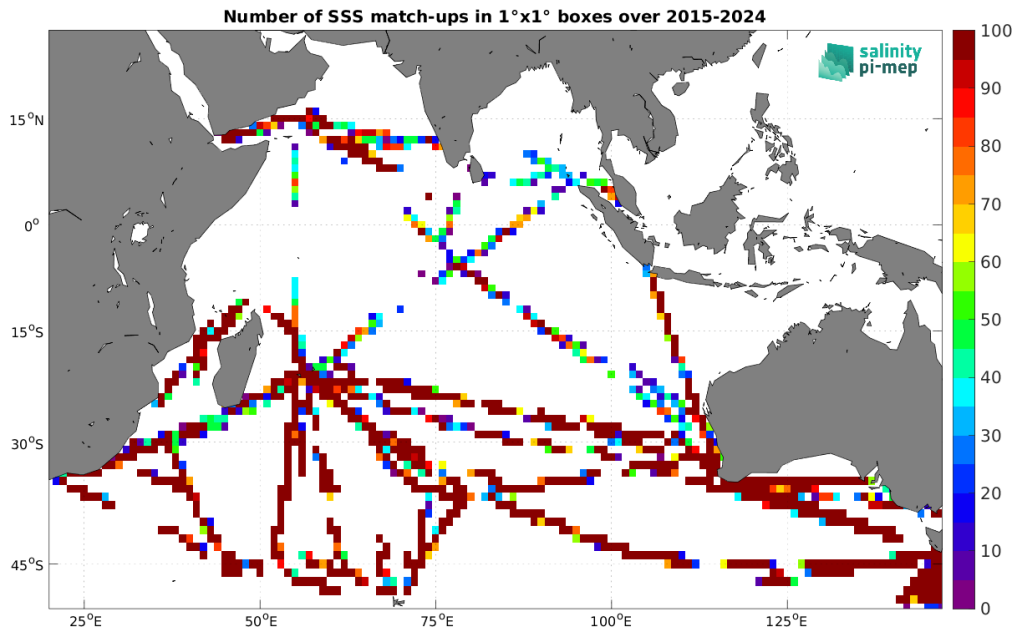 Number of SSS match-ups in 1°x1° boxes over 2015-2024
salinity
pi-mep
15°N
0°
15°S
30°S
45°S
25°E
50°E
75°E
100°E
125°E
100
90
80
70
60
50
40
30
20
10
0